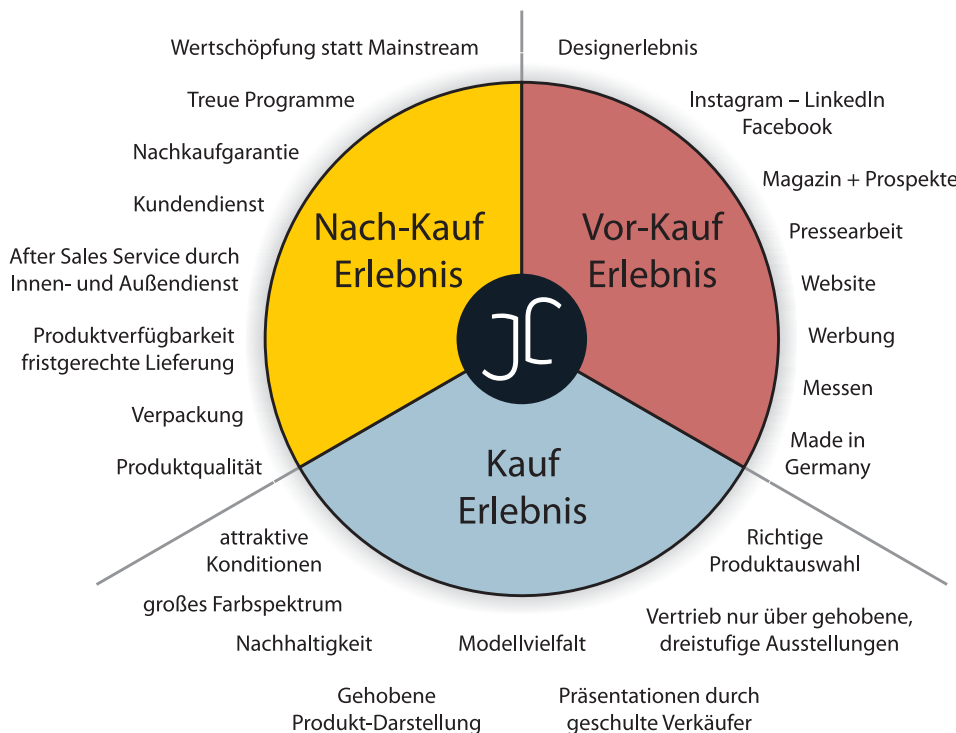 Wertschöpfung statt Mainstream
Treue Programme
Nachkaufgarantie
Kundendienst
After Sales Service durch
Innen- und Außendienst
Produktverfügbarkeit
fristgerechte Lieferung
Verpackung
Produktqualität
Nach-Kauf
Erlebnis
Designerlebnis
Instagram – LinkedIn
Facebook
Magazin + Prospekte
Pressearbeit
Website
Werbung
Messen
Made in
Germany
Vor-Kauf
Erlebnis
JC
Kauf
Erlebnis
attraktive
Konditionen
großes Farbspektrum
Nachhaltigkeit
Gehobene
Produkt-Darstellung
Modellvielfalt
Präsentationen durch
geschulte Verkäufer
Vertrieb nur über gehobene,
dreistufige Ausstellungen
Richtige
Produktauswahl